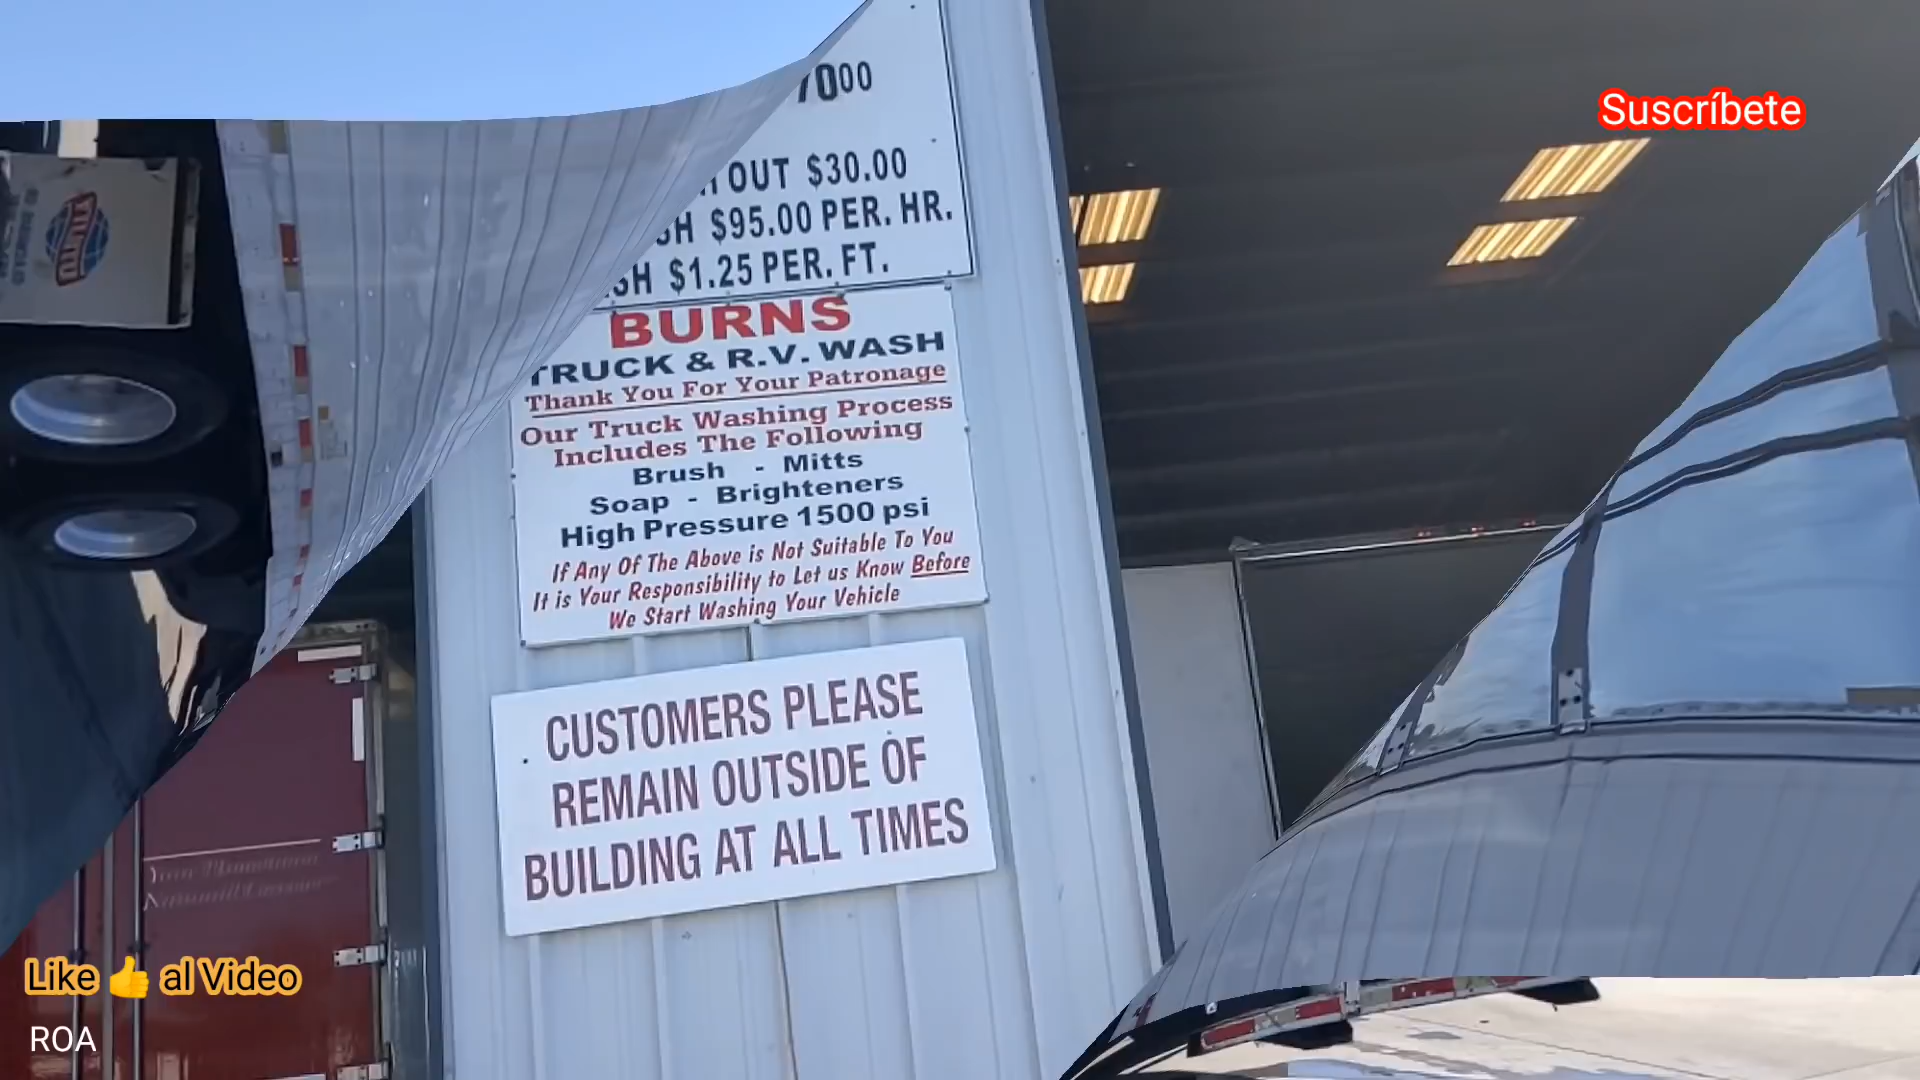 Suscríbete
OUT $30.00
$95.00 PER. HR.
$1.25 PER. FT.
BURNS
TRUCK & R.V. WASH
Thank You For Your Patronage
Our Truck Washing Process
Includes The Following
Brush - Mitts
Soap - Brighteners
High Pressure 1500 psi
If Any Of The Above is Not Suitable To You
It is Your Responsibility to Let us Know Before
We Start Washing Your Vehicle
CUSTOMERS PLEASE
REMAIN OUTSIDE OF
BUILDING AT ALL TIMES
Like 👍 al Video
ROA